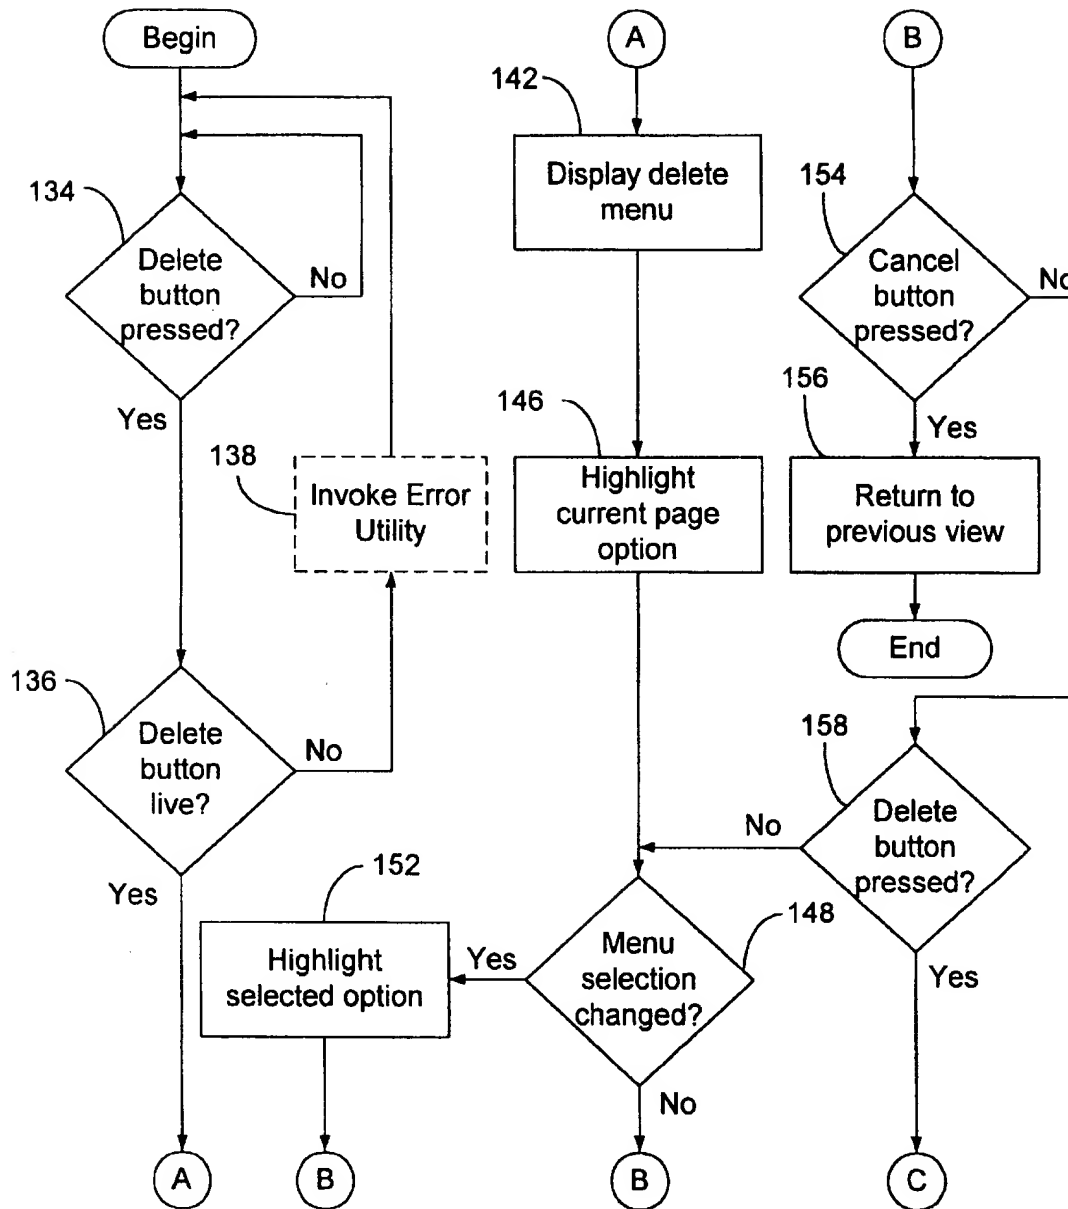 Begin
134
Delete
button
pressed?
No
Yes
138
Invoke Error
Utility
136
Delete
button
live?
No
Yes
A
A
142
Display delete
menu
146
Highlight
current page
option
148
Menu
selection
changed?
Yes
No
152
Highlight
selected option
B
B
B
154
Cancel
button
pressed?
No
Yes
156
Return to
previous view
End
158
Delete
button
pressed?
No
Yes
C